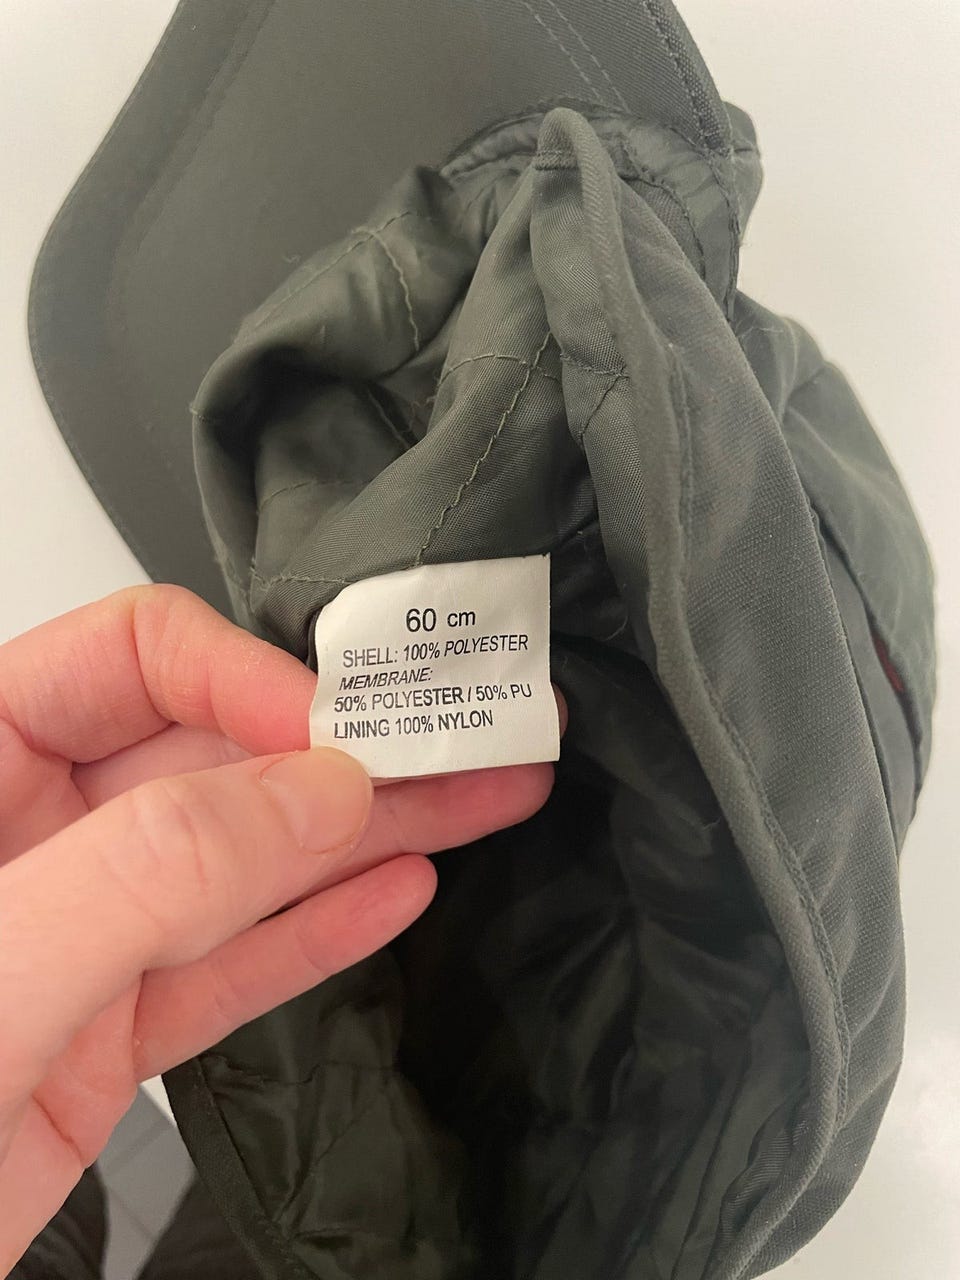 60 cm
SHELL: 100% POLYESTER
MEMBRANE:
50% POLYESTER / 50% PU
LINING 100% NYLON